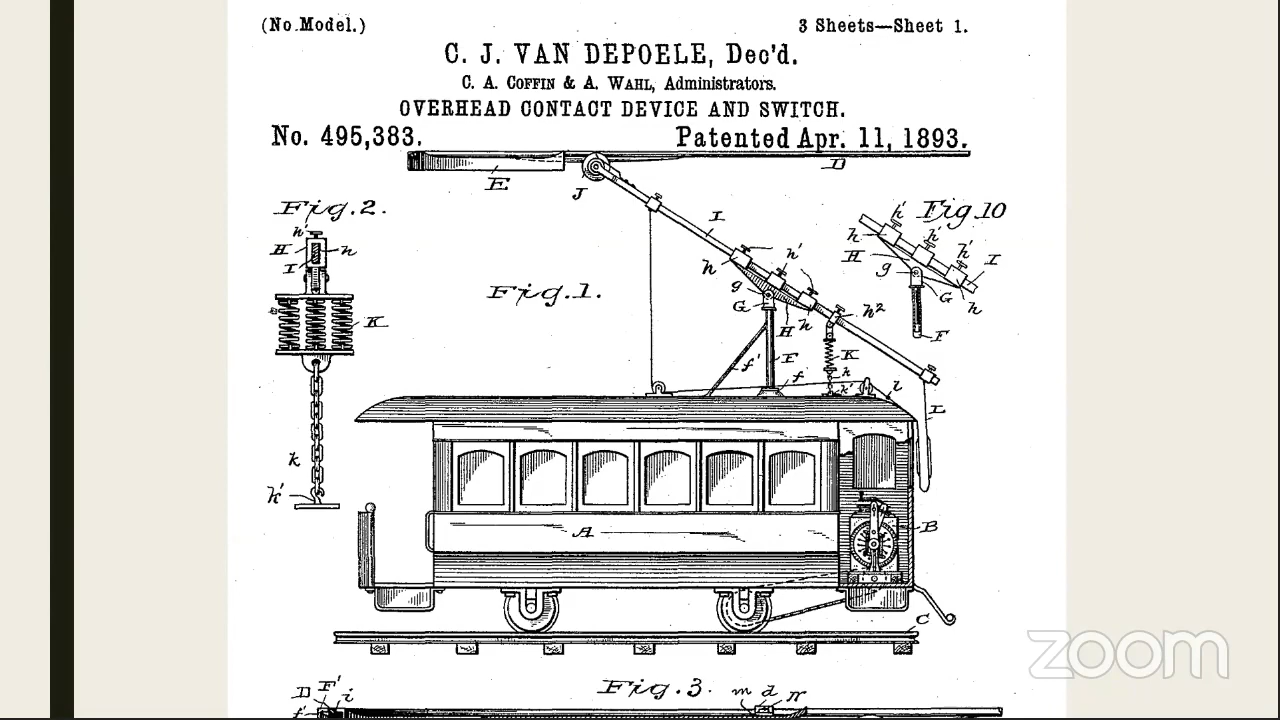 (No Model.)
3 Sheets—Sheet 1.
C. J. VAN DEPOELE, Dec'd.
C. A. COFFIN & A. WAHL, Administrators.
OVERHEAD CONTACT DEVICE AND SWITCH.
No. 495,383.
Patented Apr. 11, 1893.
E
J
D
Fig. 2.
h'
H
h
I
K
k
k'
Fig. 1.
I
h
h'
g
G
H
h
h²
f'
F
f
K
k
k'
l
L
A
B
C
Fig 10
h'
h'
h'
h
H
g
G
I
h
F
zoom
Fig. 3.
D
F'
i
f'
m
d
N